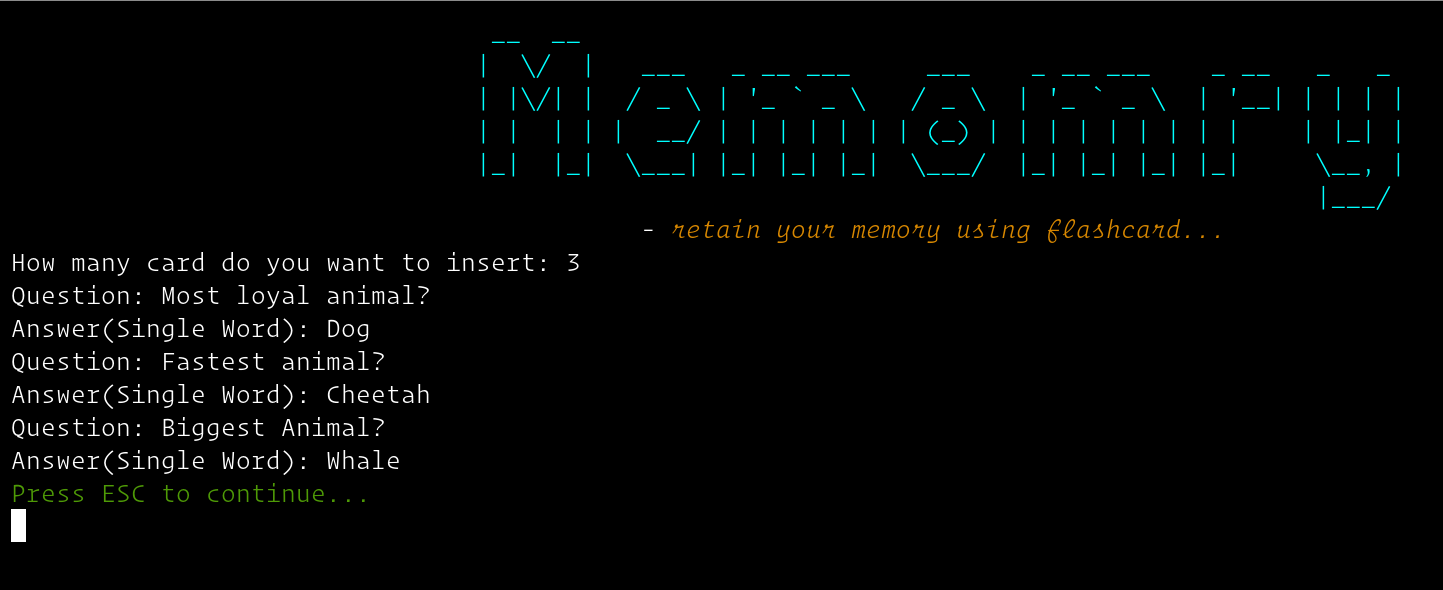 Memomry
- retain your memory using flashcard...
How many card do you want to insert: 3
Question: Most loyal animal?
Answer(Single Word): Dog
Question: Fastest animal?
Answer(Single Word): Cheetah
Question: Biggest Animal?
Answer(Single Word): Whale
Press ESC to continue...